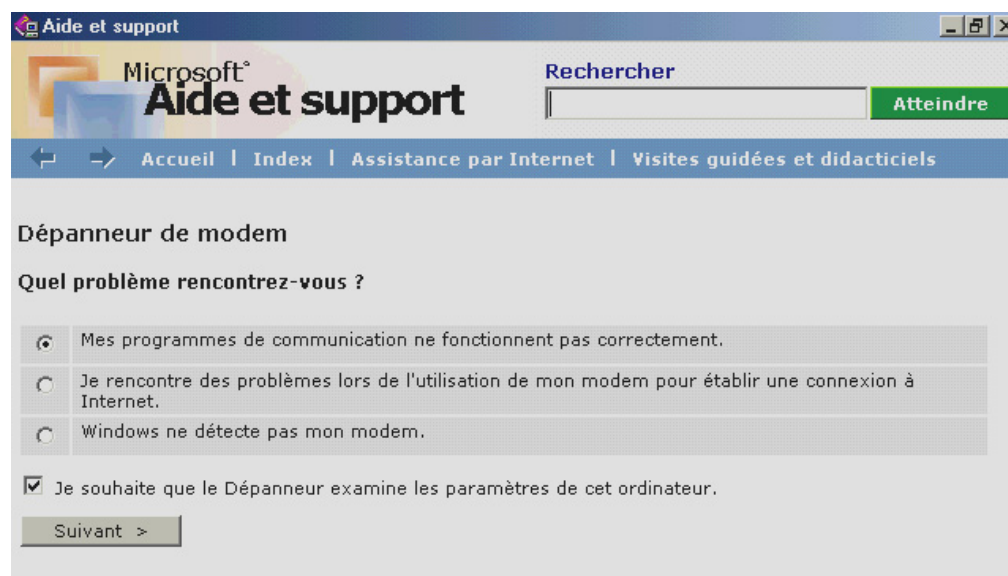 Aide et support
Microsoft°
Aide et support
Rechercher
Atteindre
Accueil | Index | Assistance par Internet | Visites guidées et didacticiels
Dépanneur de modem
Quel problème rencontrez-vous ?
Mes programmes de communication ne fonctionnent pas correctement.
Je rencontre des problèmes lors de l'utilisation de mon modem pour établir une connexion à
Internet.
Windows ne détecte pas mon modem.
Je souhaite que le Dépanneur examine les paramètres de cet ordinateur.
Suivant >